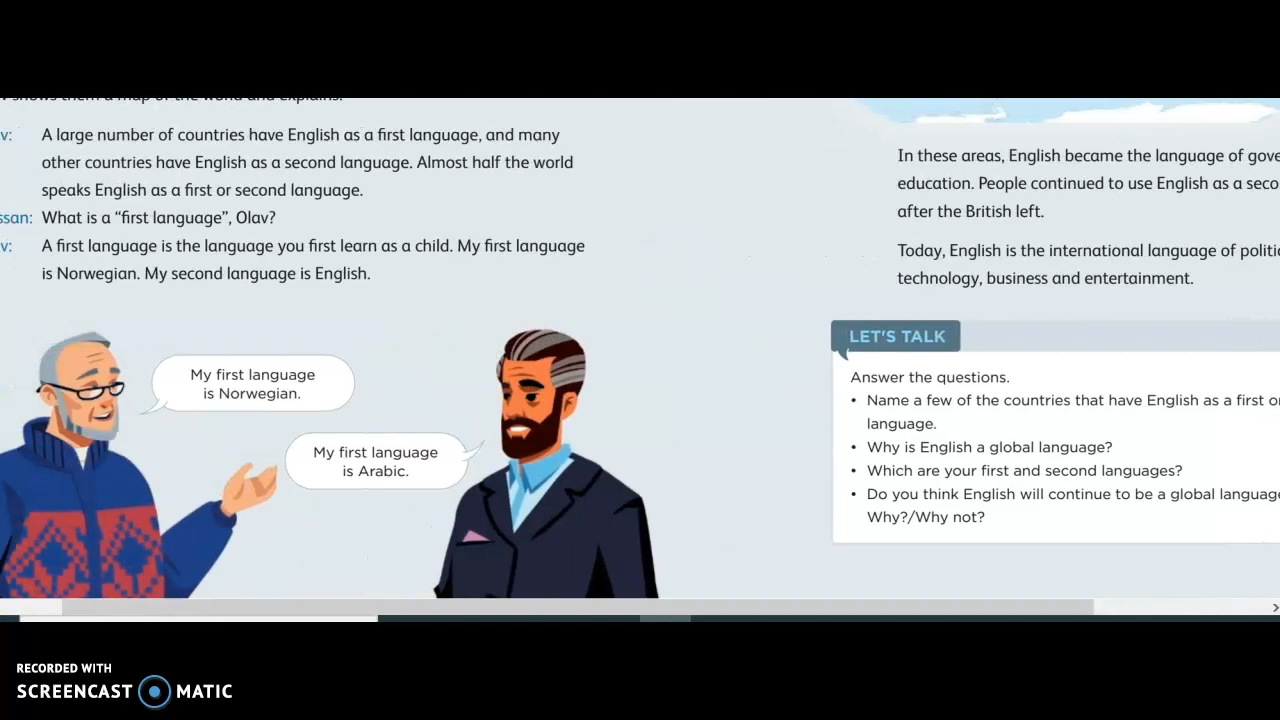 v: A large number of countries have English as a first language, and many
other countries have English as a second language. Almost half the world
speaks English as a first or second language.
ssan: What is a “first language”, Olav?
v: A first language is the language you first learn as a child. My first language
is Norwegian. My second language is English.
My first language
is Norwegian.
My first language
is Arabic.
In these areas, English became the language of gove
education. People continued to use English as a seco
after the British left.
Today, English is the international language of politi
technology, business and entertainment.
LET'S TALK
Answer the questions.
• Name a few of the countries that have English as a first o
language.
• Why is English a global language?
• Which are your first and second languages?
• Do you think English will continue to be a global language
Why?/Why not?
RECORDED WITH
SCREENCAST MATIC